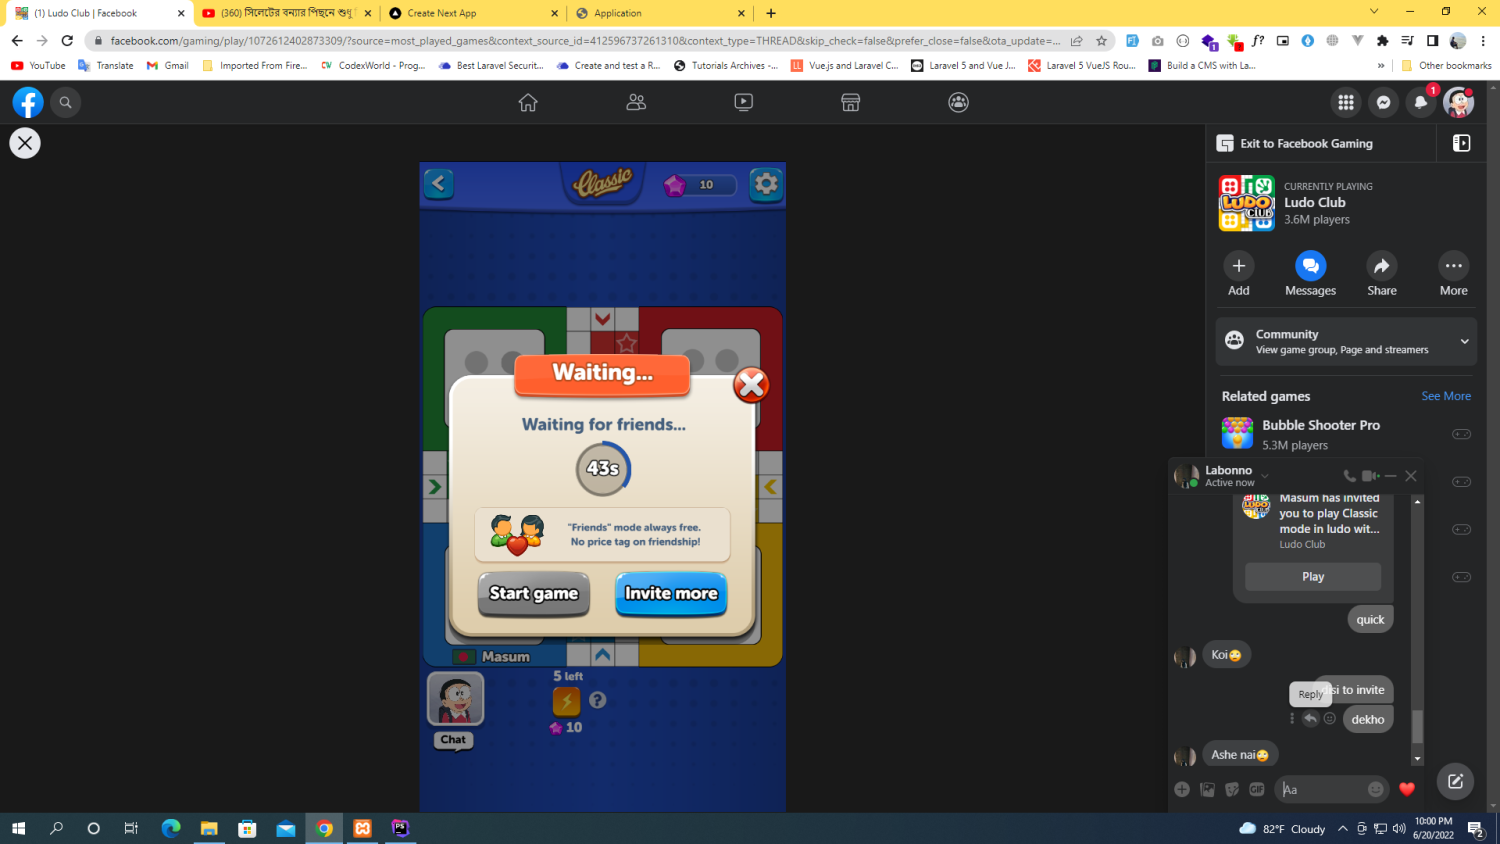 (1) Ludo Club | Facebook
(360) সিলেটের বন্যার পিছনে শুধু
Create Next App
Application
facebook.com/gaming/play/1072612402873309/?source=most_played_games&context_source_id=412596737261310&context_type=THREAD&skip_check=false&prefer_close=false&ota_update=...
YouTube
Translate
Gmail
Imported From Fire...
CodexWorld - Prog...
Best Laravel Securit...
Create and test a R...
Tutorials Archives -...
Vue.js and Laravel C...
Laravel 5 and Vue J...
Laravel 5 VueJS Rou...
Build a CMS with La...
Other bookmarks
1
Exit to Facebook Gaming
CURRENTLY PLAYING
Ludo Club
3.6M players
LUDO
CLUB
Add
Messages
Share
More
Community
View game group, Page and streamers
Related games
See More
Bubble Shooter Pro
5.3M players
Classic
10
Waiting...
Waiting for friends...
43s
"Friends" mode always free.
No price tag on friendship!
Start game
Invite more
Masum
5 left
10
Chat
Labonno
Active now
Masum has invited
you to play Classic
mode in ludo wit...
Ludo Club
Play
quick
Koi
disi to invite
Reply
dekho
Ashe nai
GIF
Aa
PS
82°F Cloudy
10:00 PM
6/20/2022
2